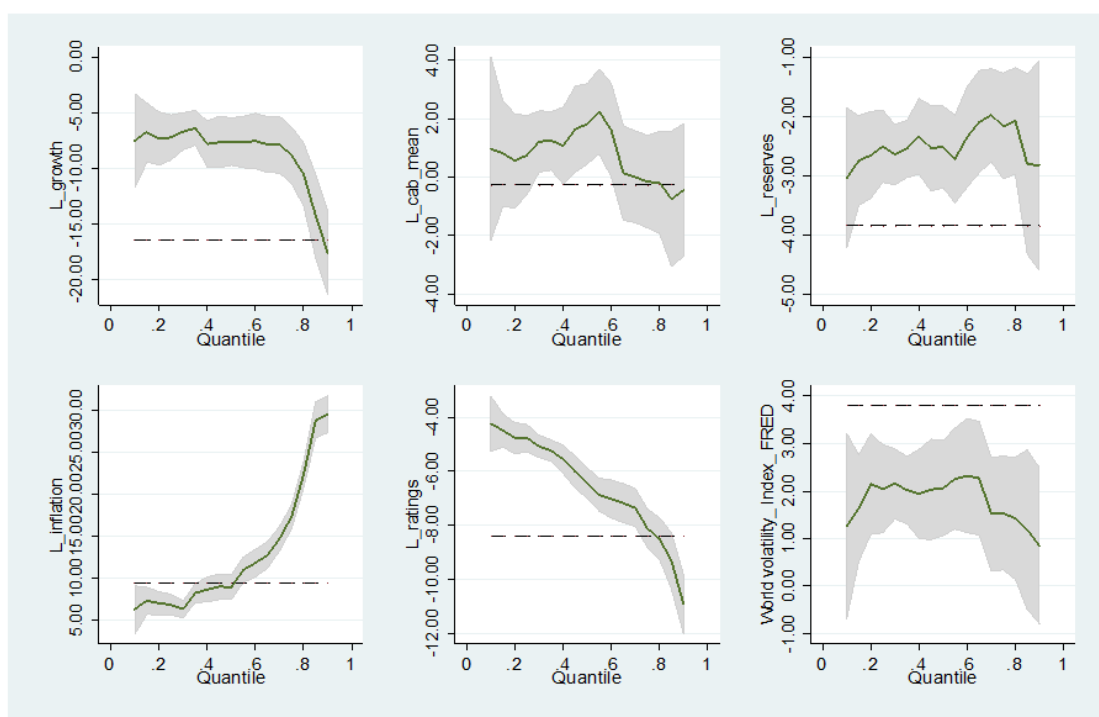 L_growth
0.00
-5.00
-10.00
-15.00
-20.00
0 .2 .4 .6 .8 1
Quantile
L_cab_mean
4.00
2.00
0.00
-2.00
-4.00
0 .2 .4 .6 .8 1
Quantile
L_reserves
-1.00
-2.00
-3.00
-4.00
-5.00
0 .2 .4 .6 .8 1
Quantile
L_inflation
5.00 10.00 15.00 20.00 25.00 30.00
0 .2 .4 .6 .8 1
Quantile
L_ratings
-4.00
-6.00
-8.00
-10.00
-12.00
0 .2 .4 .6 .8 1
Quantile
World volatility_ Index_ FRED
4.00
3.00
2.00
1.00
0.00
-1.00
0 .2 .4 .6 .8 1
Quantile